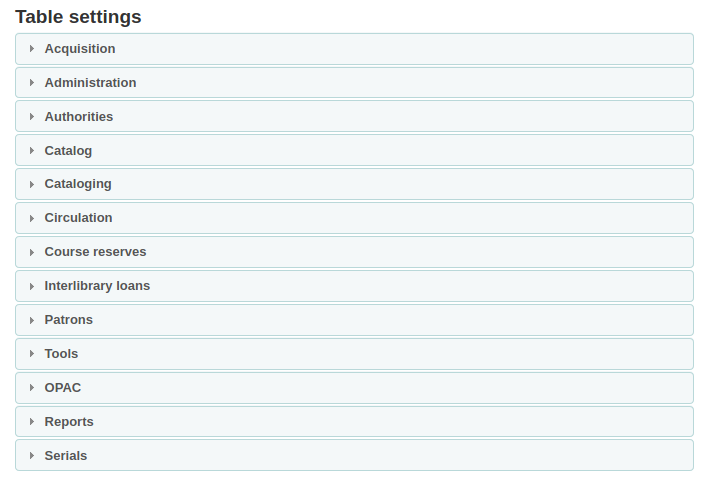 Table settings
Acquisition
Administration
Authorities
Catalog
Cataloging
Circulation
Course reserves
Interlibrary loans
Patrons
Tools
OPAC
Reports
Serials